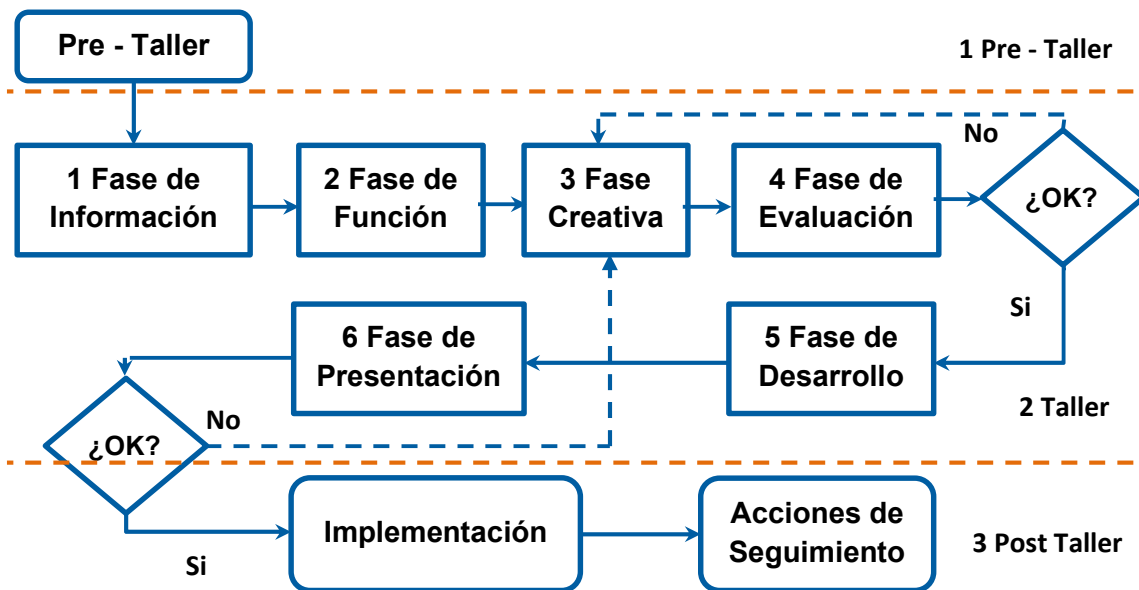 Pre - Taller
1 Pre - Taller
No
1 Fase de
Información
2 Fase de
Función
3 Fase
Creativa
4 Fase de
Evaluación
¿OK?
Si
6 Fase de
Presentación
5 Fase de
Desarrollo
2 Taller
No
¿OK?
Si
Implementación
Acciones de
Seguimiento
3 Post Taller